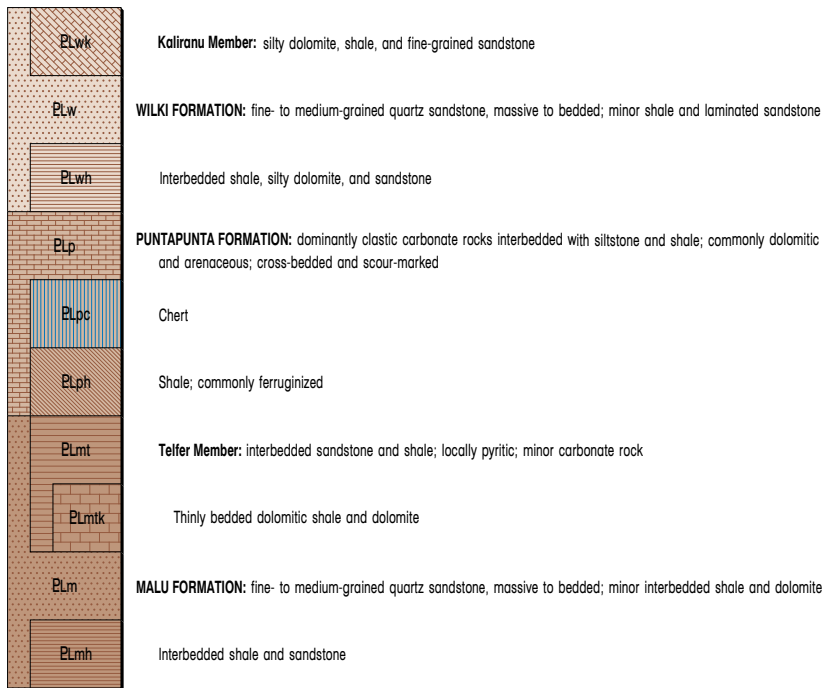 PLwk Kaliranu Member: silty dolomite, shale, and fine-grained sandstone
PLw WILKI FORMATION: fine- to medium-grained quartz sandstone, massive to bedded; minor shale and laminated sandstone
PLwh Interbedded shale, silty dolomite, and sandstone
PLp PUNTAPUNTA FORMATION: dominantly clastic carbonate rocks interbedded with siltstone and shale; commonly dolomitic
and arenaceous; cross-bedded and scour-marked
PLpc Chert
PLph Shale; commonly ferruginized
PLmt Telfer Member: interbedded sandstone and shale; locally pyritic; minor carbonate rock
PLmtk Thinly bedded dolomitic shale and dolomite
PLm MALU FORMATION: fine- to medium-grained quartz sandstone, massive to bedded; minor interbedded shale and dolomite
PLmh Interbedded shale and sandstone